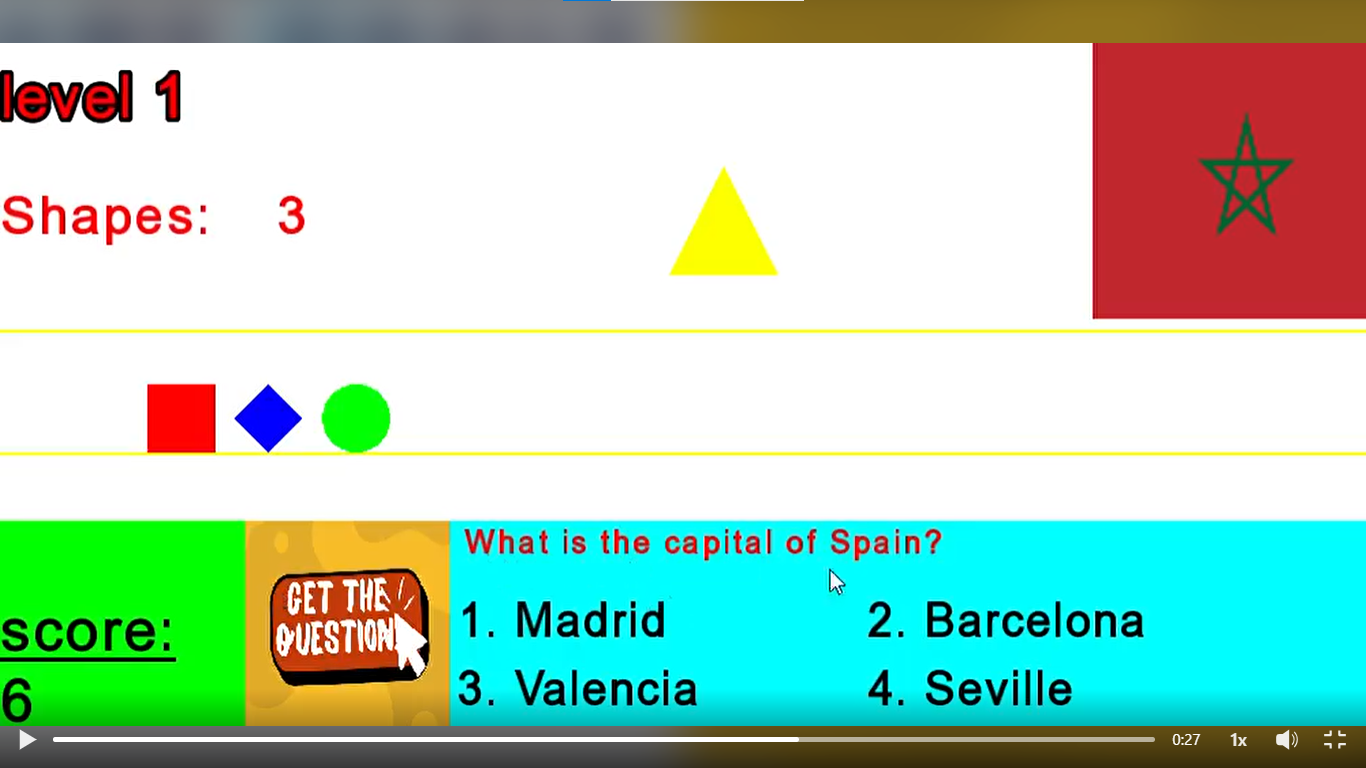 level 1
Shapes: 3
What is the capital of Spain?
GET THE
QUESTION!
1. Madrid
2. Barcelona
score:
3. Valencia
4. Seville
6
0:27
1x